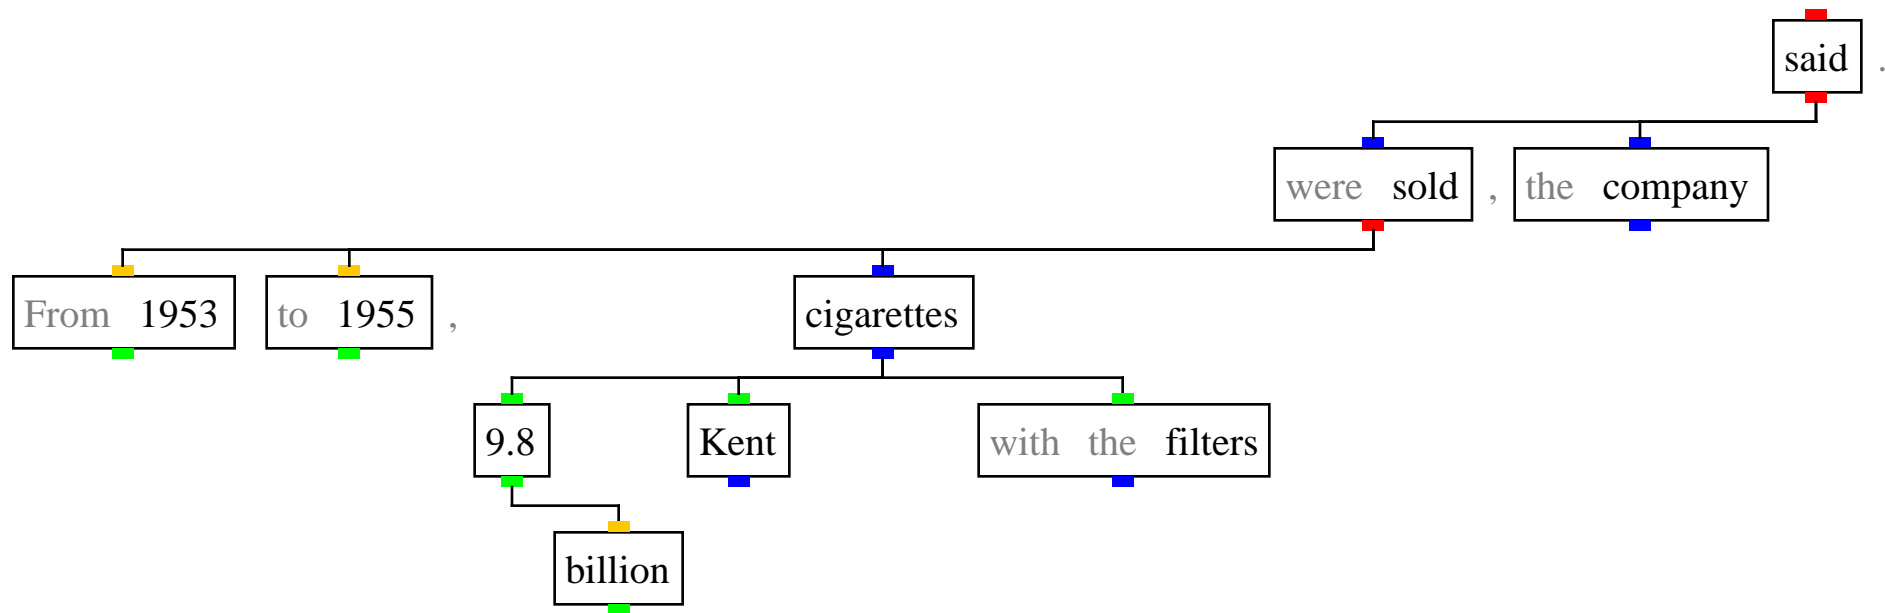 said .
were sold , the company
From 1953 to 1955 , cigarettes
9.8 Kent with the filters
billion